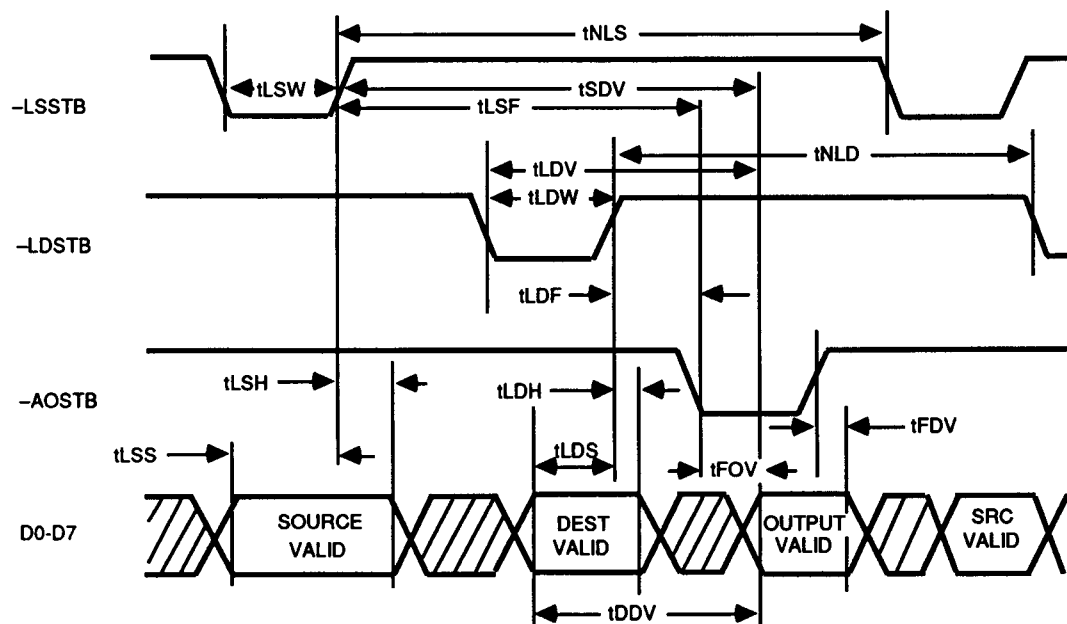 tNLS
–LSSTB
tLSW
tSDV
tLSF
tNLD
tLDV
–LDSTB
tLDW
tLDF
–AOSTB
tLSH
tLDH
tFDV
tLSS
tLDS
tFOV
D0-D7
SOURCE
VALID
DEST
VALID
OUTPUT
VALID
SRC
VALID
tDDV